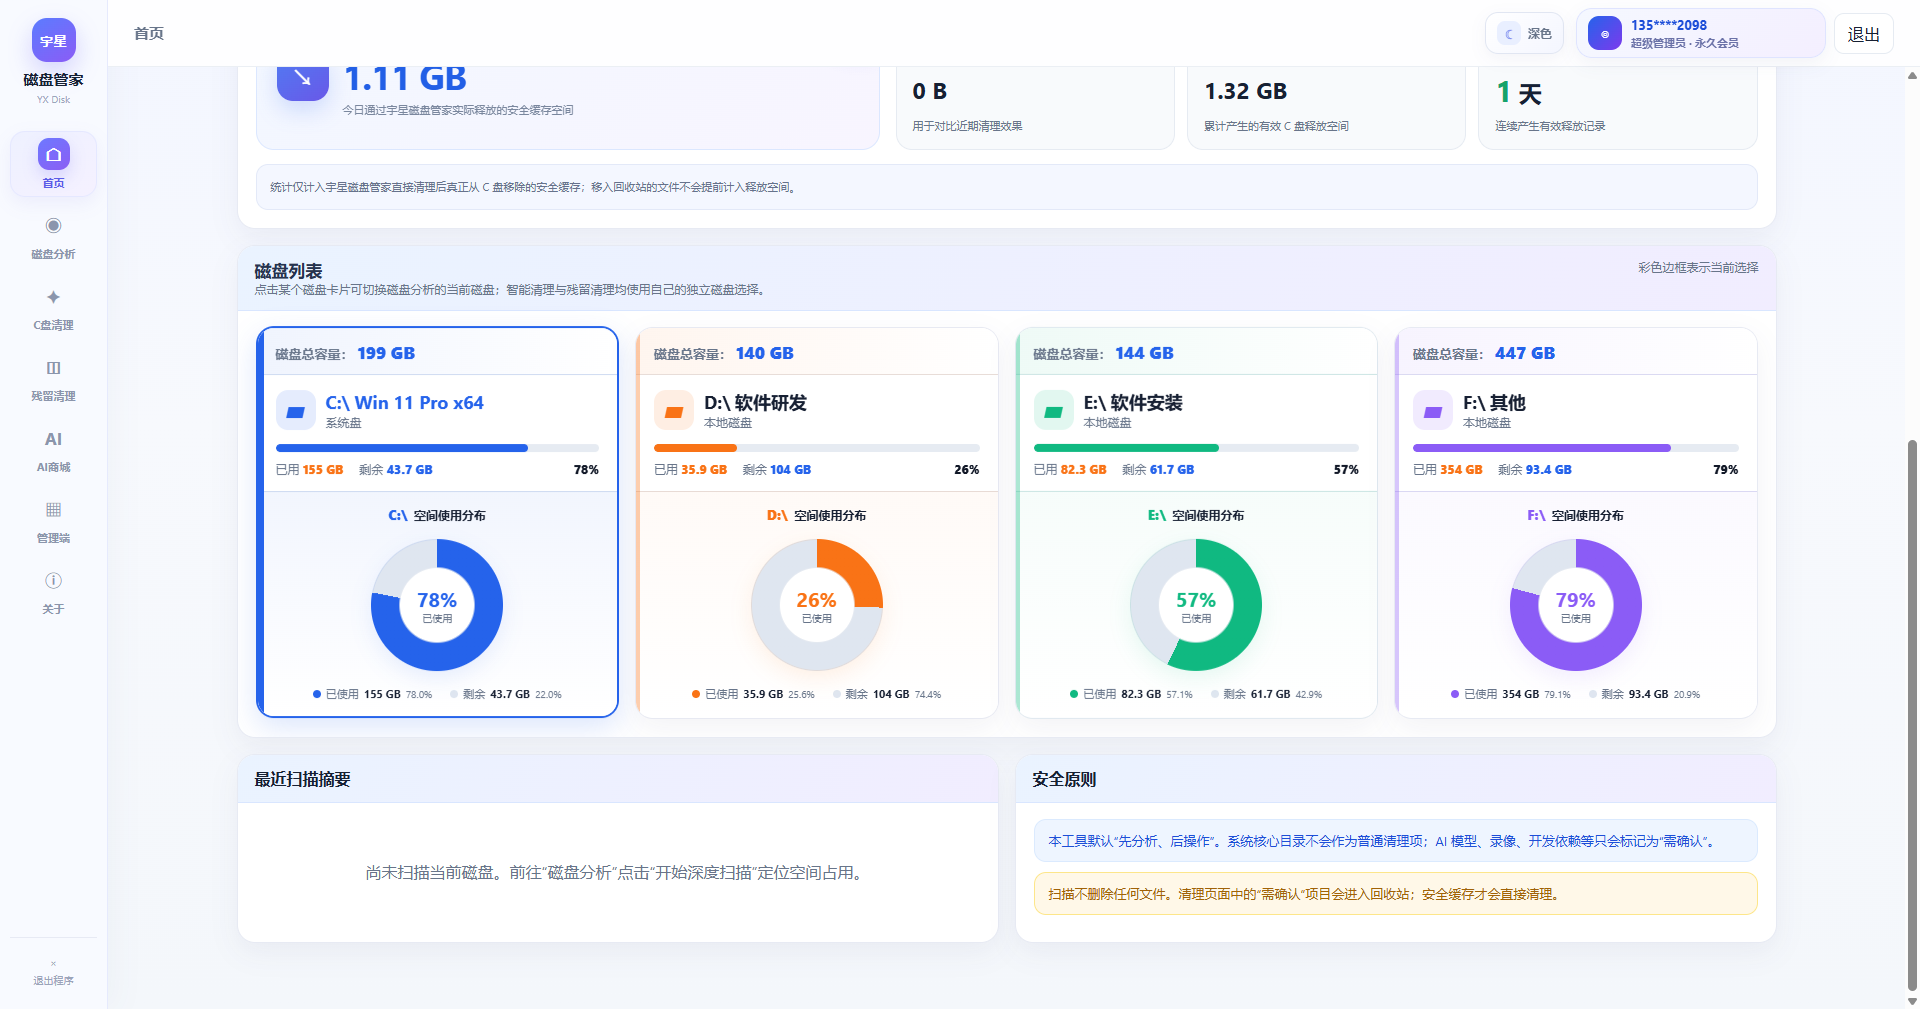 宇星
磁盘管家
YX Disk
首页
磁盘分析
C盘清理
残留清理
AI
AI商城
管理端
关于
×
退出程序
首页
深色
135****2098
超级管理员 · 永久会员
退出
1.11 GB
今日通过宇星磁盘管家实际释放的安全缓存空间
0 B
用于对比近期清理效果
1.32 GB
累计产生的有效 C 盘释放空间
1 天
连续产生有效释放记录
统计仅计入宇星磁盘管家直接清理后真正从 C 盘移除的安全缓存；移入回收站的文件不会提前计入释放空间。
磁盘列表
点击某个磁盘卡片可切换磁盘分析的当前磁盘；智能清理与残留清理均使用自己的独立磁盘选择。
彩色边框表示当前选择
磁盘总容量： 199 GB
C:\ Win 11 Pro x64
系统盘
已用 155 GB 剩余 43.7 GB 78%
C:\ 空间使用分布
78%
已使用
已使用 155 GB 78.0% 剩余 43.7 GB 22.0%
磁盘总容量： 140 GB
D:\ 软件研发
本地磁盘
已用 35.9 GB 剩余 104 GB 26%
D:\ 空间使用分布
26%
已使用
已使用 35.9 GB 25.6% 剩余 104 GB 74.4%
磁盘总容量： 144 GB
E:\ 软件安装
本地磁盘
已用 82.3 GB 剩余 61.7 GB 57%
E:\ 空间使用分布
57%
已使用
已使用 82.3 GB 57.1% 剩余 61.7 GB 42.9%
磁盘总容量： 447 GB
F:\ 其他
本地磁盘
已用 354 GB 剩余 93.4 GB 79%
F:\ 空间使用分布
79%
已使用
已使用 354 GB 79.1% 剩余 93.4 GB 20.9%
最近扫描摘要
尚未扫描当前磁盘。前往“磁盘分析”点击“开始深度扫描”定位空间占用。
安全原则
本工具默认“先分析、后操作”。系统核心目录不会作为普通清理项；AI 模型、录像、开发依赖等只会标记为“需确认”。
扫描不删除任何文件。清理页面中的“需确认”项目会进入回收站；安全缓存才会直接清理。